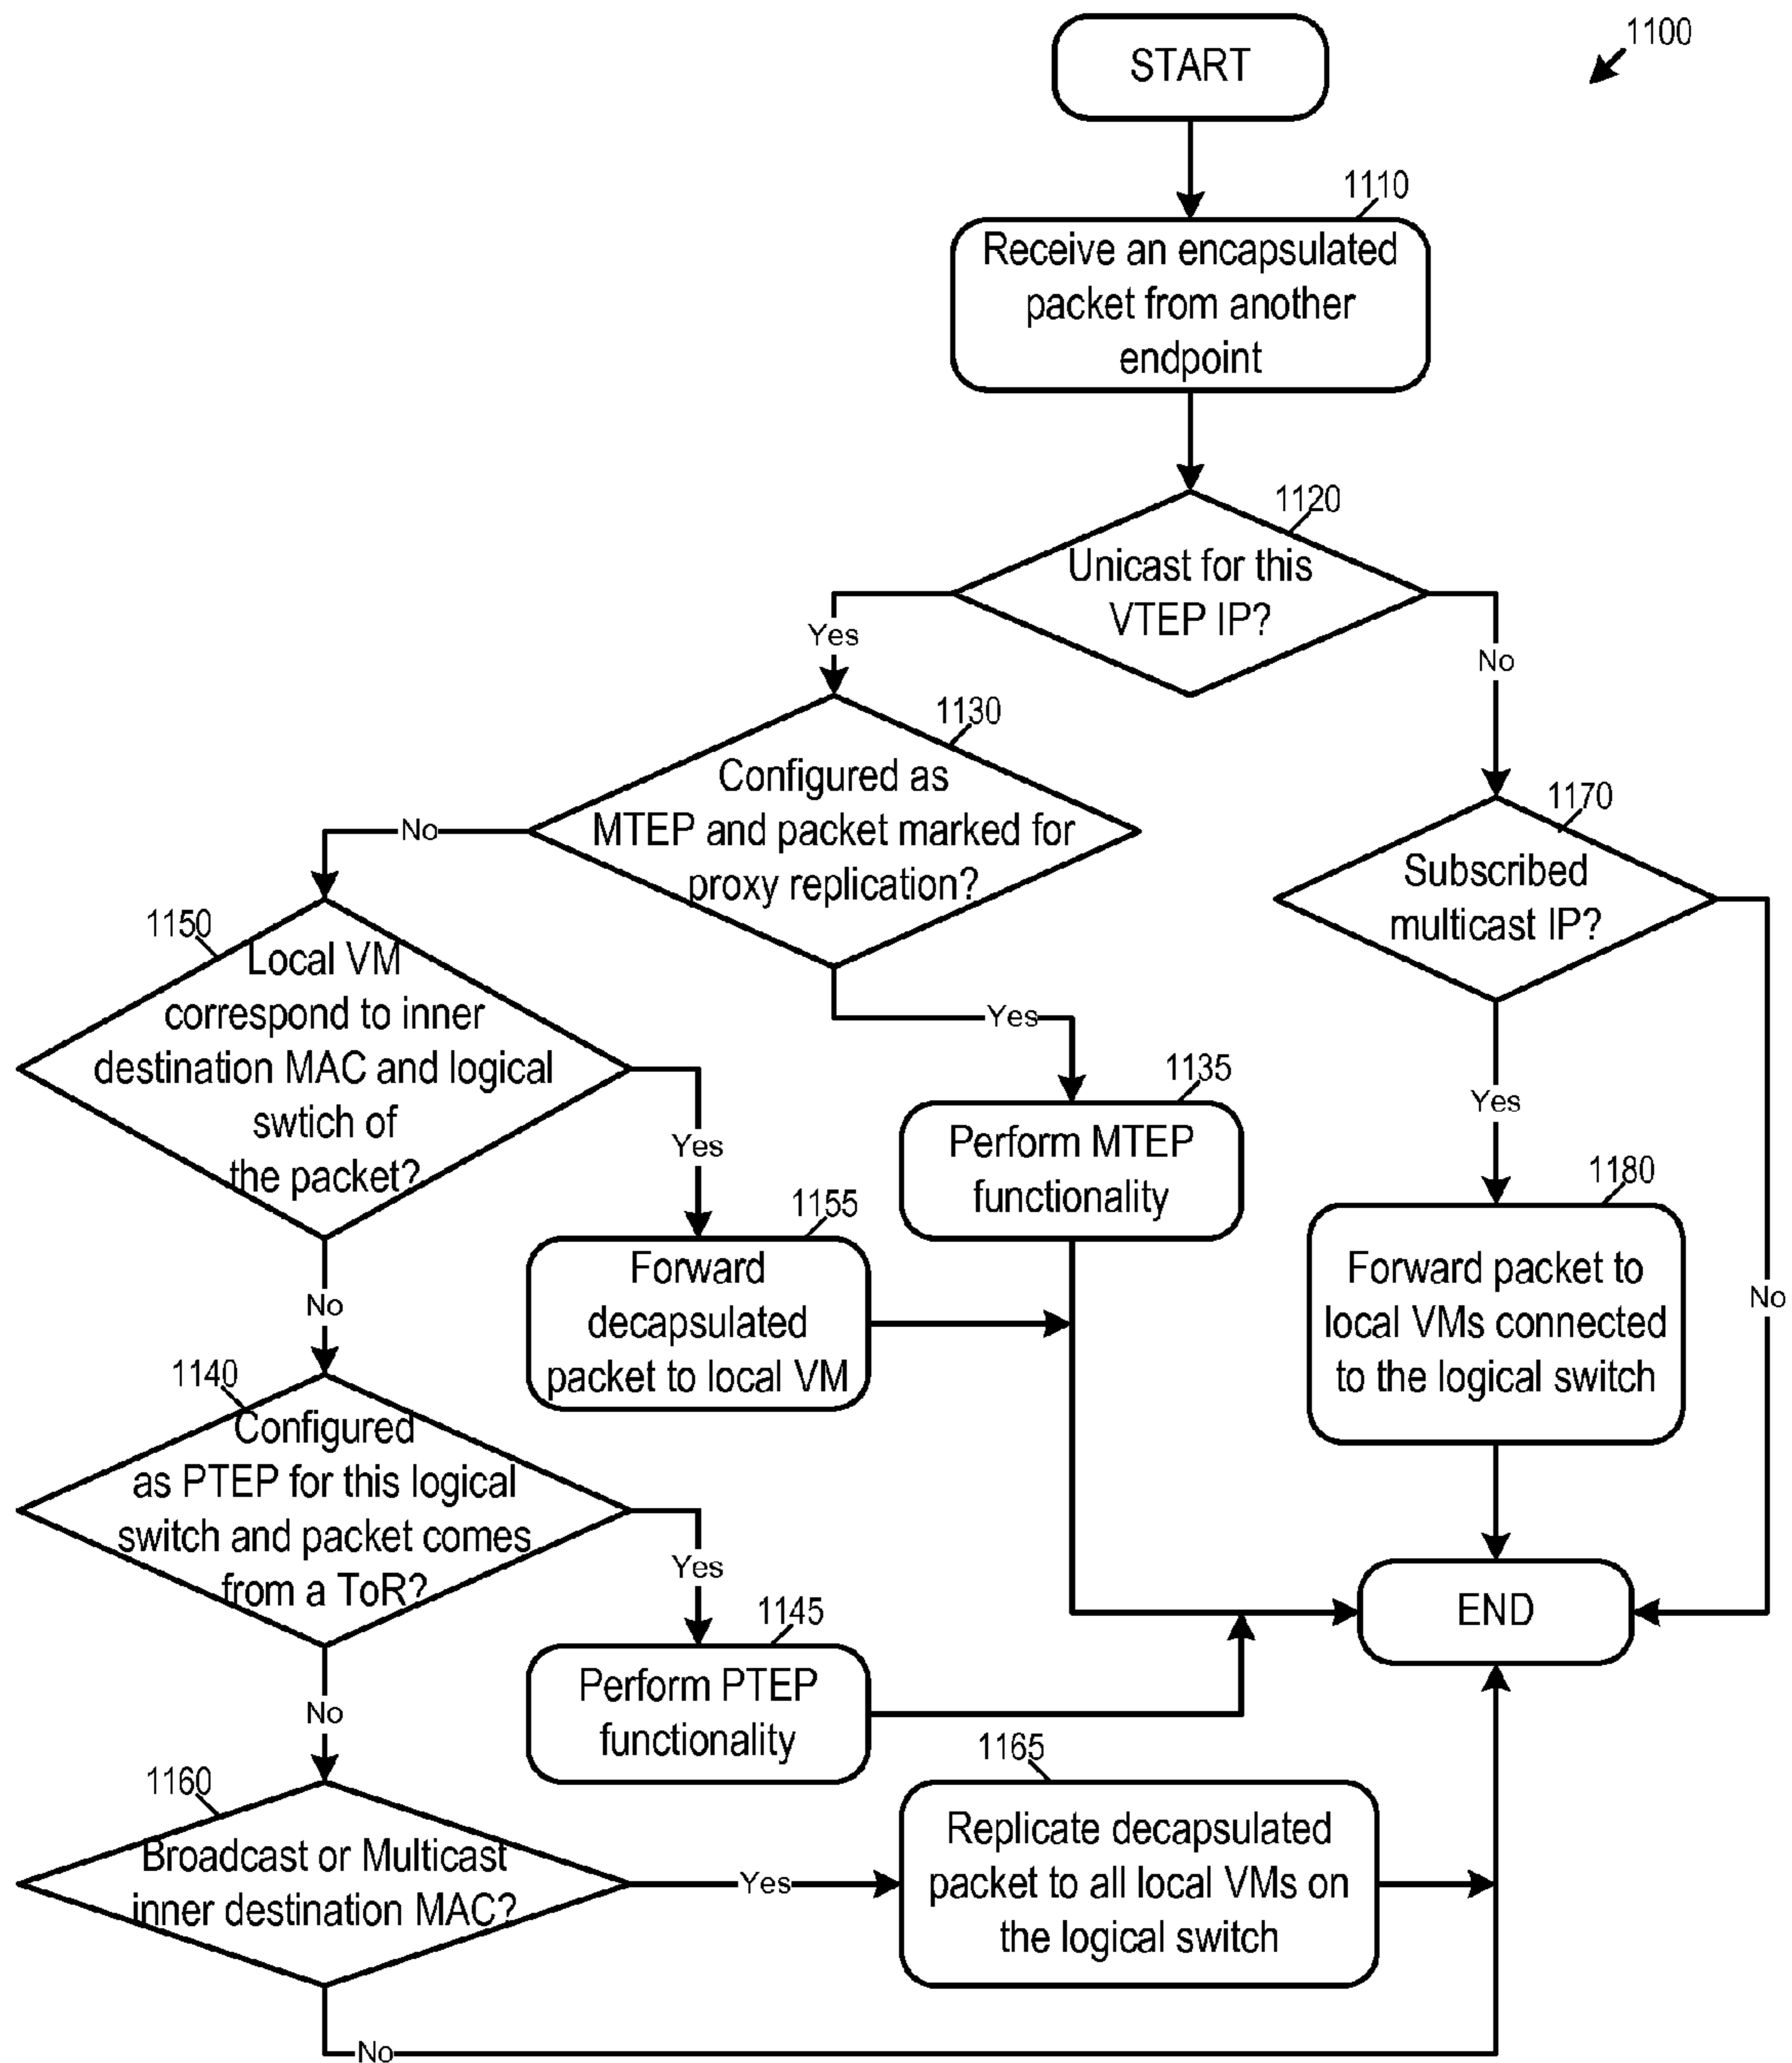 1100
START
1110
Receive an encapsulated
packet from another
endpoint
1120
Unicast for this
VTEP IP?
Yes
No
1130
Configured as
MTEP and packet marked for
proxy replication?
No
Yes
1170
Subscribed
multicast IP?
Yes
No
1150
Local VM
correspond to inner
destination MAC and logical
swtich of
the packet?
Yes
No
1135
Perform MTEP
functionality
1155
Forward
decapsulated
packet to local VM
1180
Forward packet to
local VMs connected
to the logical switch
1140
Configured
as PTEP for this logical
switch and packet comes
from a ToR?
Yes
No
1145
Perform PTEP
functionality
END
1160
Broadcast or Multicast
inner destination MAC?
Yes
No
1165
Replicate decapsulated
packet to all local VMs on
the logical switch